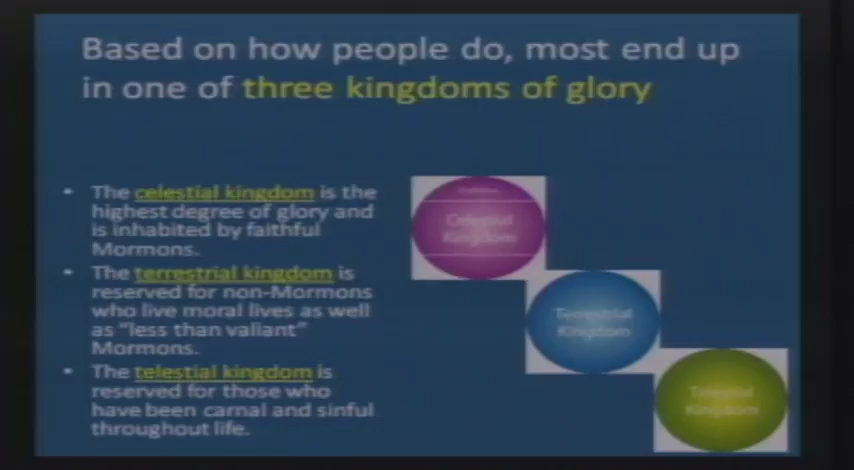 Based on how people do, most end up
in one of three kingdoms of glory
• The celestial kingdom is the
highest degree of glory and
is inhabited by faithful
Mormons.
• The terrestrial kingdom is
reserved for non-Mormons
who live moral lives as well
as “less than valiant”
Mormons.
• The telestial kingdom is
reserved for those who
have been carnal and sinful
throughout life.
Celestial
Kingdom
Terrestrial
Kingdom
Telestial
Kingdom